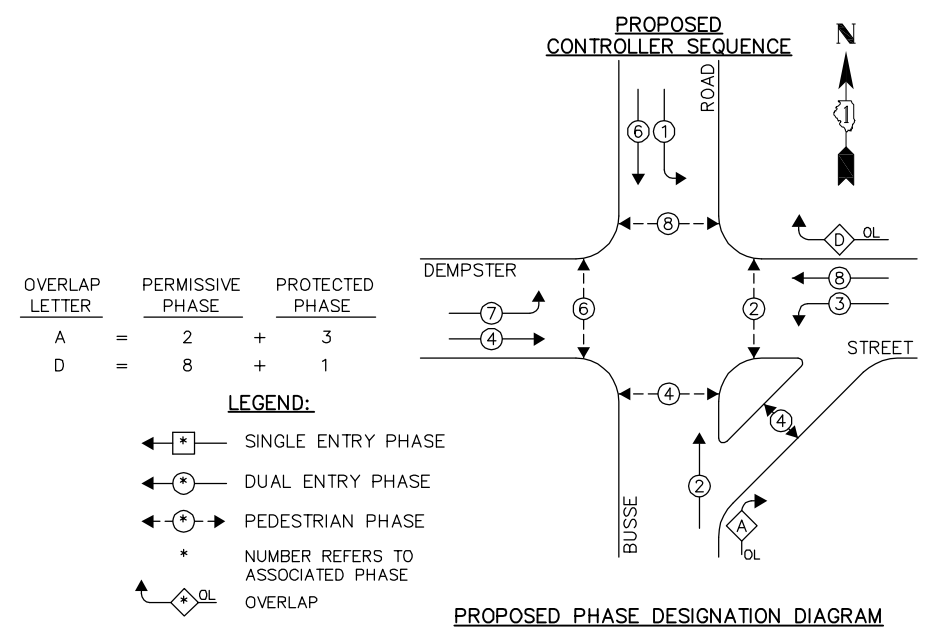 PROPOSED
CONTROLLER SEQUENCE
N
1
ROAD
6 1
8
D OL
DEMPSTER
8
7 6 2 3
4
STREET
4
4
2
BUSSE
A
OL
OVERLAP LETTER PERMISSIVE PHASE PROTECTED PHASE
A = 2 + 3
D = 8 + 1
LEGEND:
* SINGLE ENTRY PHASE
* DUAL ENTRY PHASE
* PEDESTRIAN PHASE
* NUMBER REFERS TO
ASSOCIATED PHASE
* OL OVERLAP
PROPOSED PHASE DESIGNATION DIAGRAM